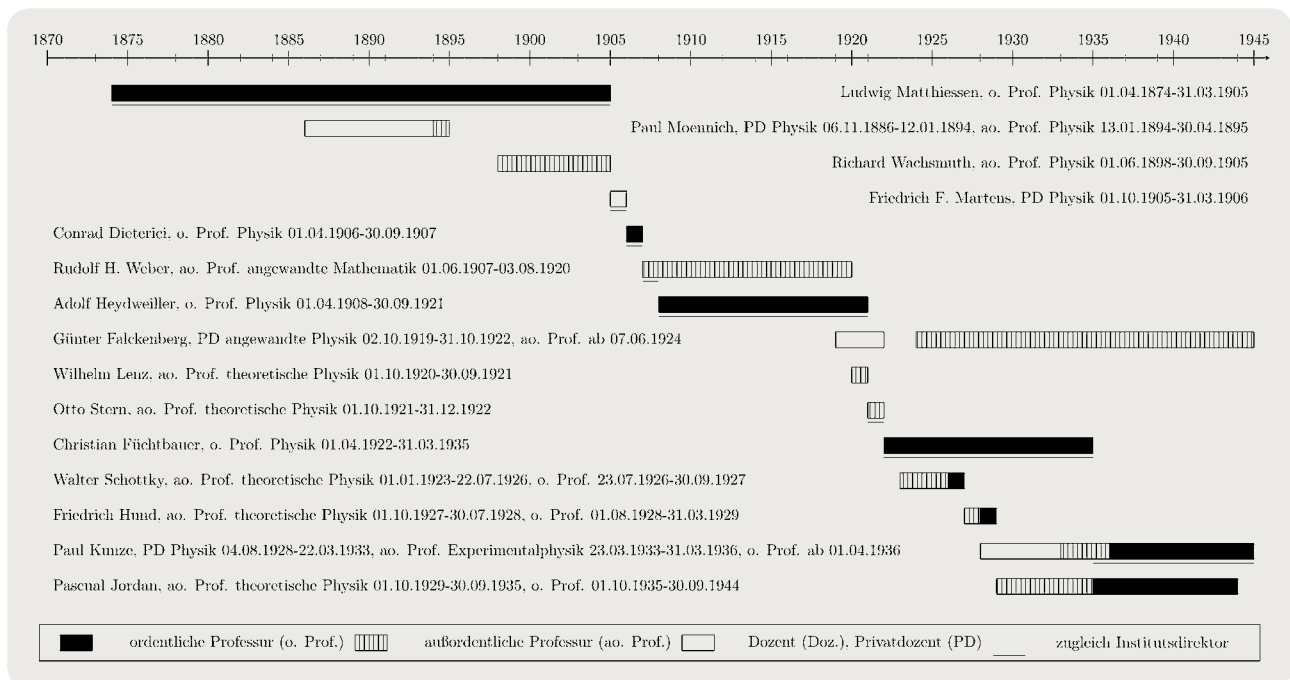 1870 1875 1880 1885 1890 1895 1900 1905 1910 1915 1920 1925 1930 1935 1940 1945
Ludwig Matthiessen, o. Prof. Physik 01.04.1874-31.03.1905
Paul Moennich, PD Physik 06.11.1886-12.01.1894, ao. Prof. Physik 13.01.1894-30.04.1895
Richard Wachsmuth, ao. Prof. Physik 01.06.1898-30.09.1905
Friedrich F. Martens, PD Physik 01.10.1905-31.03.1906
Conrad Dieterici, o. Prof. Physik 01.04.1906-30.09.1907
Rudolf H. Weber, ao. Prof. angewandte Mathematik 01.06.1907-03.08.1920
Adolf Heydweiller, o. Prof. Physik 01.04.1908-30.09.1921
Günter Falckenberg, PD angewandte Physik 02.10.1919-31.10.1922, ao. Prof. ab 07.06.1924
Wilhelm Lenz, ao. Prof. theoretische Physik 01.10.1920-30.09.1921
Otto Stern, ao. Prof. theoretische Physik 01.10.1921-31.12.1922
Christian Füchtbauer, o. Prof. Physik 01.04.1922-31.03.1935
Walter Schottky, ao. Prof. theoretische Physik 01.01.1923-22.07.1926, o. Prof. 23.07.1926-30.09.1927
Friedrich Hund, ao. Prof. theoretische Physik 01.10.1927-30.07.1928, o. Prof. 01.08.1928-31.03.1929
Paul Kunze, PD Physik 04.08.1928-22.03.1933, ao. Prof. Experimentalphysik 23.03.1933-31.03.1936, o. Prof. ab 01.04.1936
Pascual Jordan, ao. Prof. theoretische Physik 01.10.1929-30.09.1935, o. Prof. 01.10.1935-30.09.1944
ordentliche Professur (o. Prof.) außordentliche Professur (ao. Prof.) Dozent (Doz.), Privatdozent (PD) zugleich Institutsdirektor